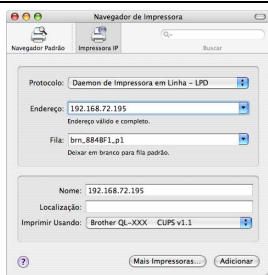 Navegador de Impressora
Navegador Padrão
Impressora IP
Q-
Buscar
Protocolo: Daemon de Impressora em Linha – LPD
Endereço: 192.168.72.195
Endereço válido e completo.
Fila: brn_884BF1_p1
Deixar em branco para fila padrão.
Nome: 192.168.72.195
Localização:
Imprimir Usando: Brother QL-XXX CUPS v1.1
?
Mais Impressoras...
Adicionar